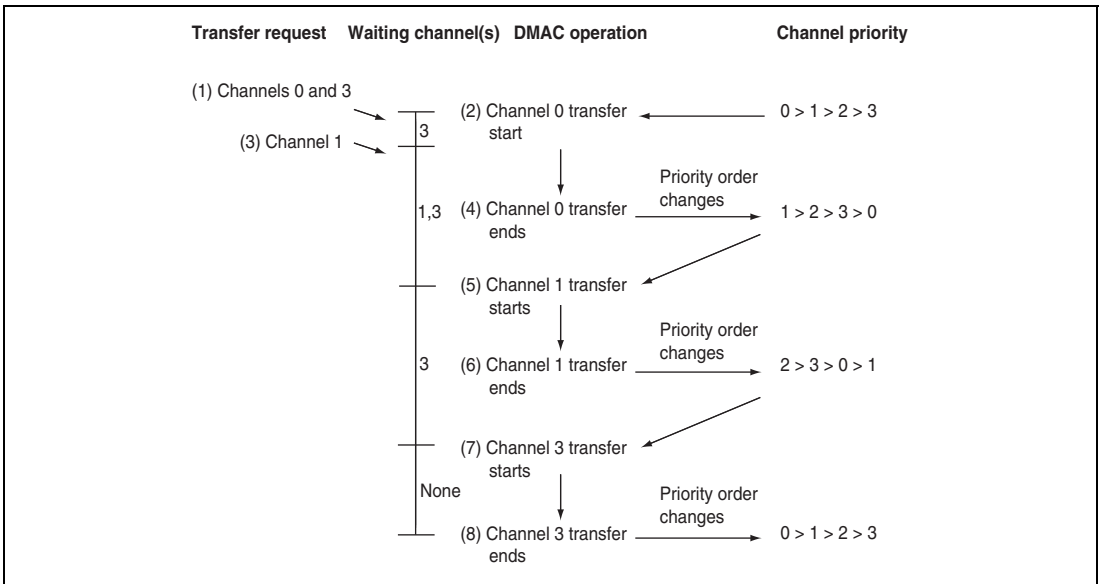 Transfer request Waiting channel(s) DMAC operation Channel priority
(1) Channels 0 and 3
(2) Channel 0 transfer
start
0 > 1 > 2 > 3
3
(3) Channel 1
Priority order
changes
1,3
(4) Channel 0 transfer
ends
1 > 2 > 3 > 0
(5) Channel 1 transfer
starts
Priority order
changes
3
(6) Channel 1 transfer
ends
2 > 3 > 0 > 1
(7) Channel 3 transfer
starts
None
Priority order
changes
(8) Channel 3 transfer
ends
0 > 1 > 2 > 3